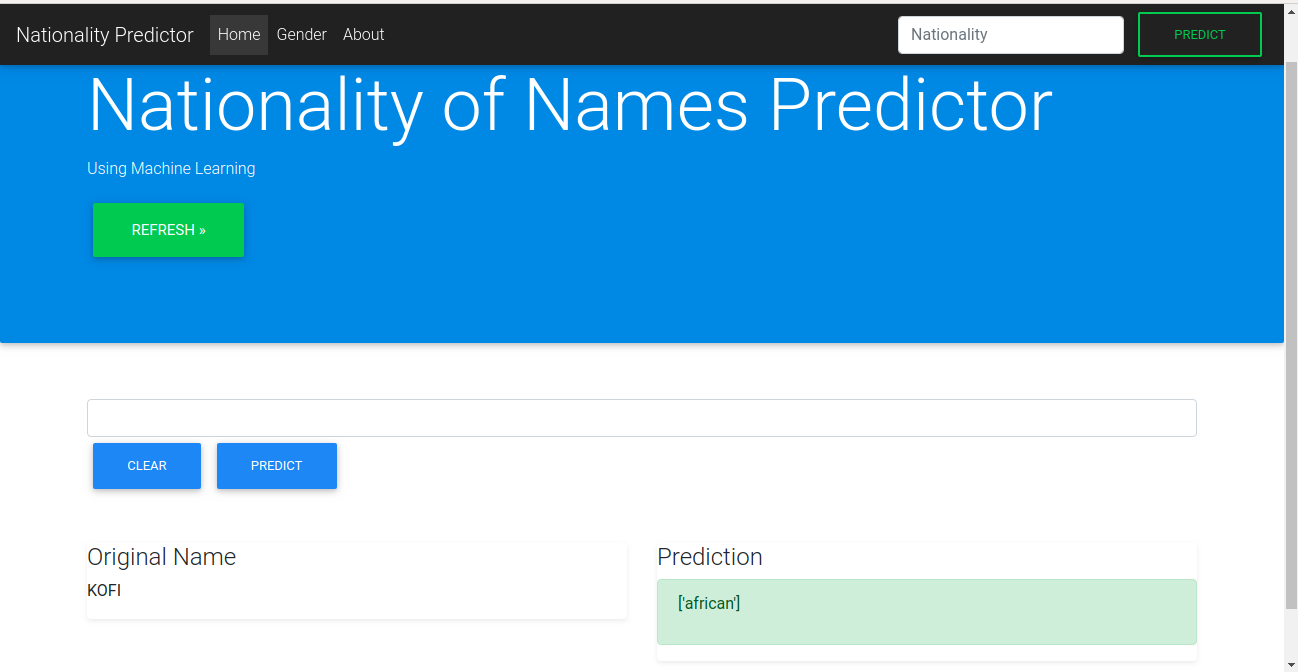 Nationality Predictor Home Gender About Nationality PREDICT
Nationality of Names Predictor
Using Machine Learning
REFRESH »
CLEAR PREDICT
Original Name
KOFI
Prediction
['african']